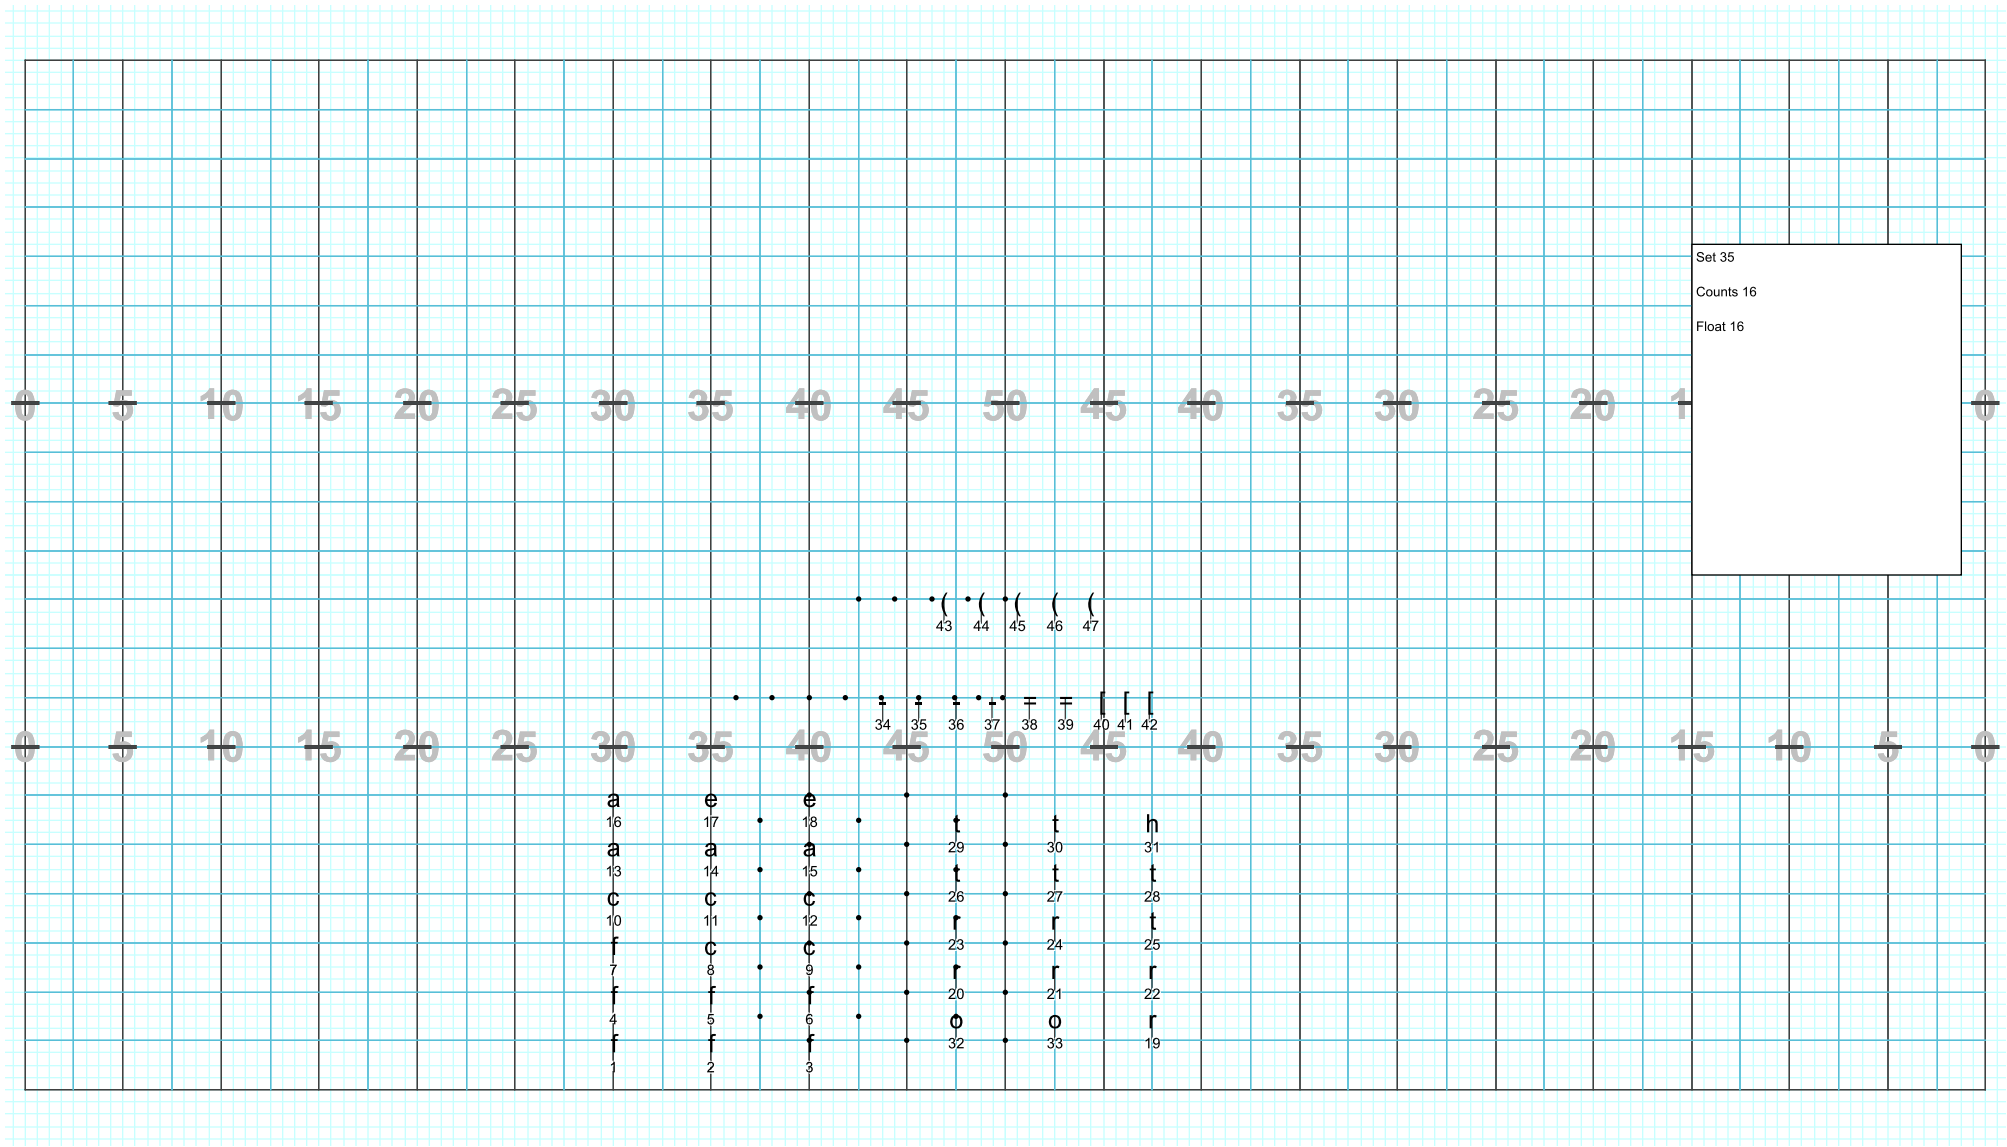 Set 35
Counts 16
Float 16
0 5 10 15 20 25 30 35 40 45 50 45 40 35 30 25 20 1 0
( ( ( ( (
43 44 45 46 47
- - - - = = [ [ [
34 35 36 37 38 39 40 41 42
0 5 10 15 20 25 30 35 40 45 50 45 40 35 30 25 20 15 10 5 0
a e e
16 17 18
t t h
29 30 31
a a a
13 14 15
t t t
26 27 28
c c c
10 11 12
r r t
23 24 25
f c c
7 8 9
r r r
20 21 22
f f f
4 5 6
o o r
32 33 19
f f f
1 2 3